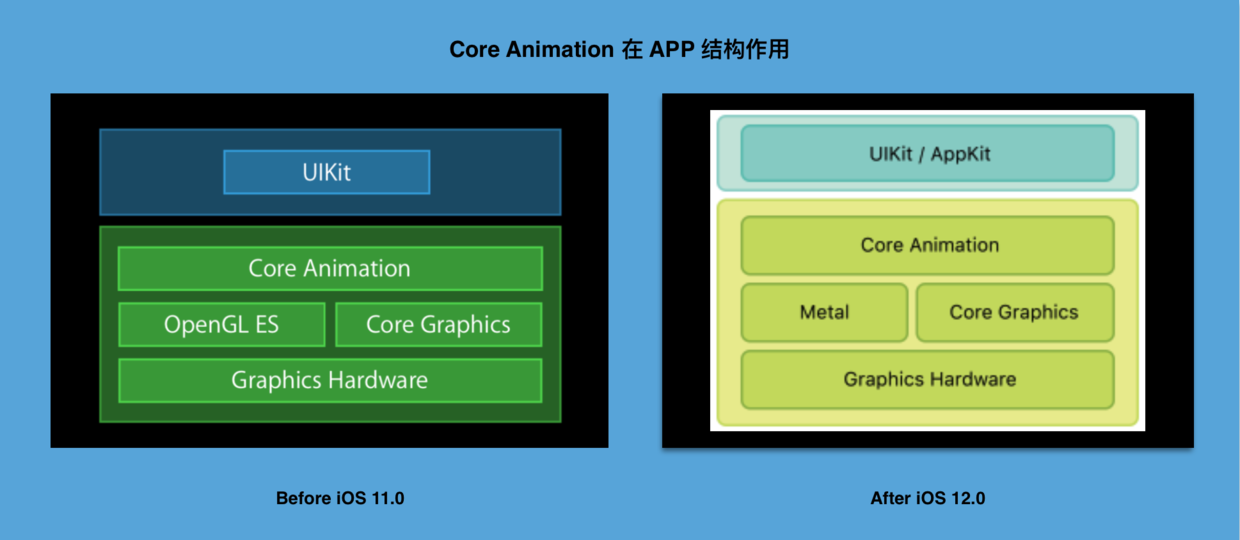 Core Animation 在 APP 结构作用
UIKit
Core Animation
OpenGL ES
Core Graphics
Graphics Hardware
Before iOS 11.0
UIKit / AppKit
Core Animation
Metal
Core Graphics
Graphics Hardware
After iOS 12.0